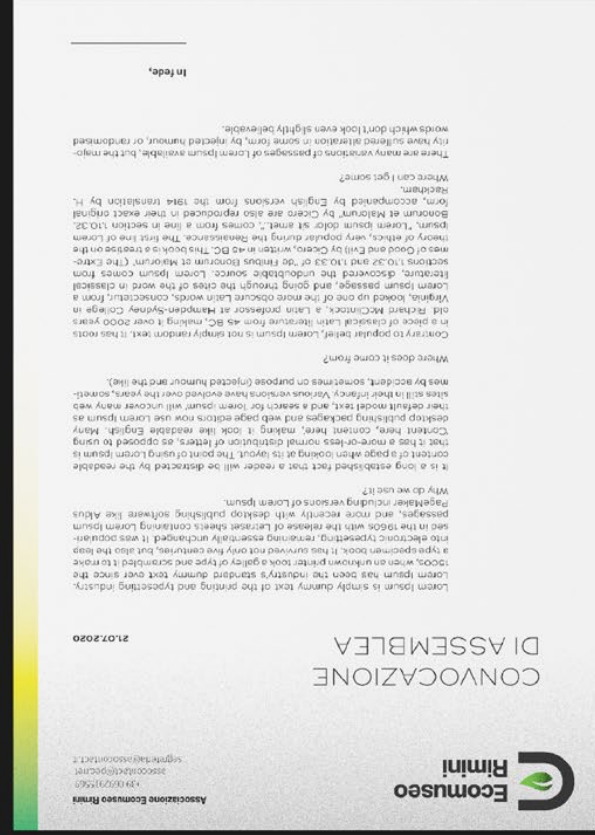 Ecomuseo
Rimini
Associazione Ecomuseo Rimini
assocontact@pec.net
segreteria@assocontact.it
CONVOCAZIONE
DI ASSEMBLEA
21.07.2020
Lorem Ipsum is simply dummy text of the printing and typesetting industry.
Lorem Ipsum has been the industry's standard dummy text ever since the
1500s, when an unknown printer took a galley of type and scrambled it to make
a type specimen book. It has survived not only five centuries, but also the leap
into electronic typesetting, remaining essentially unchanged. It was populari-
sed in the 1960s with the release of Letraset sheets containing Lorem Ipsum
passages, and more recently with desktop publishing software like Aldus
PageMaker including versions of Lorem Ipsum.
Why do we use it?
It is a long established fact that a reader will be distracted by the readable
content of a page when looking at its layout. The point of using Lorem Ipsum is
that it has a more-or-less normal distribution of letters, as opposed to using
'Content here, content here', making it look like readable English. Many
desktop publishing packages and web page editors now use Lorem Ipsum as
their default model text, and a search for 'lorem ipsum' will uncover many web
sites still in their infancy. Various versions have evolved over the years, someti-
mes by accident, sometimes on purpose (injected humour and the like).
Where does it come from?
Contrary to popular belief, Lorem Ipsum is not simply random text. It has roots
in a piece of classical Latin literature from 45 BC, making it over 2000 years
old. Richard McClintock, a Latin professor at Hampden-Sydney College in
Virginia, looked up one of the more obscure Latin words, consectetur, from a
Lorem Ipsum passage, and going through the cites of the word in classical
literature, discovered the undoubtable source. Lorem Ipsum comes from
sections 1.10.32 and 1.10.33 of "de Finibus Bonorum et Malorum" (The Extre-
mes of Good and Evil) by Cicero, written in 45 BC. This book is a treatise on the
theory of ethics, very popular during the Renaissance. The first line of Lorem
Ipsum, "Lorem ipsum dolor sit amet..", comes from a line in section 1.10.32.
Bonorum et Malorum" by Cicero are also reproduced in their exact original
form, accompanied by English versions from the 1914 translation by H.
Rackham.
Where can I get some?
There are many variations of passages of Lorem Ipsum available, but the majo-
rity have suffered alteration in some form, by injected humour, or randomised
words which don't look even slightly believable.
In fede,